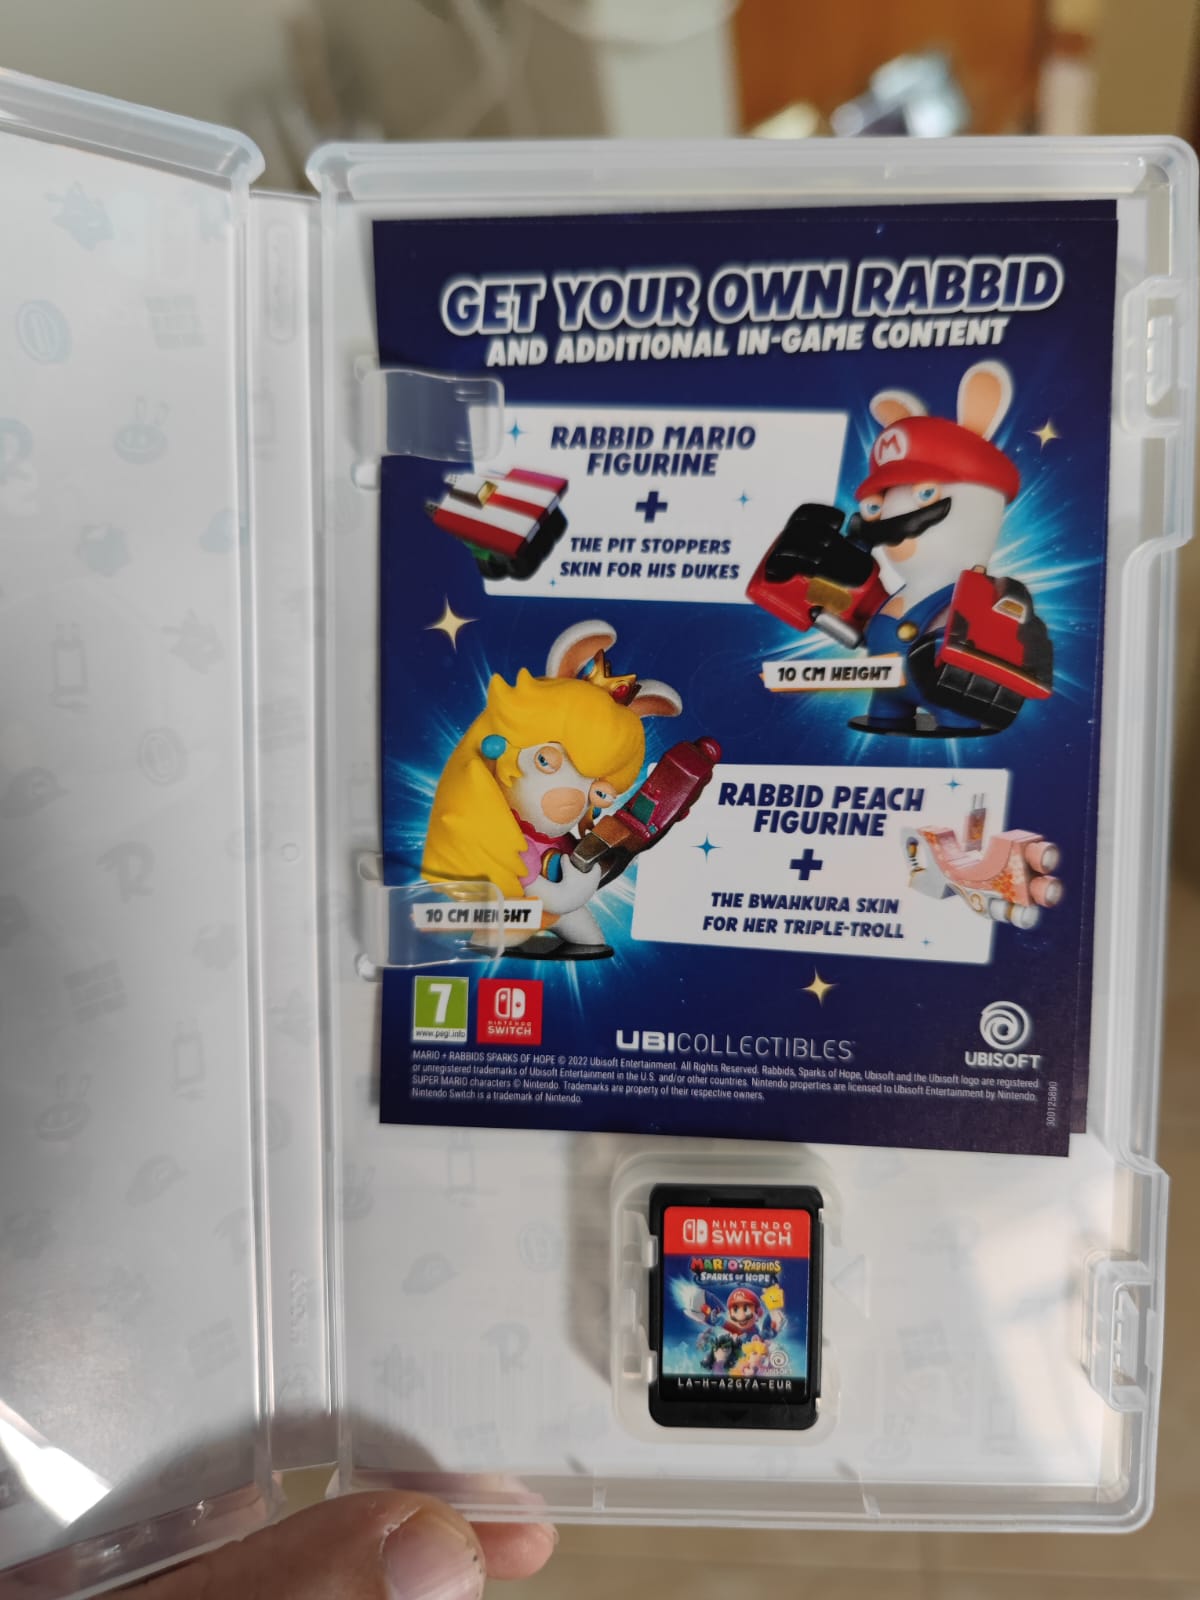 GET YOUR OWN RABBID
AND ADDITIONAL IN-GAME CONTENT
RABBID MARIO
FIGURINE
+
THE PIT STOPPERS
SKIN FOR HIS DUKES
M
10 CM HEIGHT
RABBID PEACH
FIGURINE
+
THE BWAHKURA SKIN
FOR HER TRIPLE-TROLL
10 CM HEIGHT
7
www.pegi.info
NINTENDO
SWITCH
UBICOLLECTIBLES
UBISOFT
MARIO + RABBIDS SPARKS OF HOPE © 2022 Ubisoft Entertainment. All Rights Reserved. Rabbids, Sparks of Hope, Ubisoft and the Ubisoft logo are registered
or unregistered trademarks of Ubisoft Entertainment in the U.S. and/or other countries. Nintendo properties are licensed to Ubisoft Entertainment by Nintendo.
SUPER MARIO characters © Nintendo. Trademarks are property of their respective owners.
Nintendo Switch is a trademark of Nintendo.
300125890
NINTENDO
SWITCH
MARIO+RABBIDS
SPARKS OF HOPE
LA-H-A2G7A-EUR